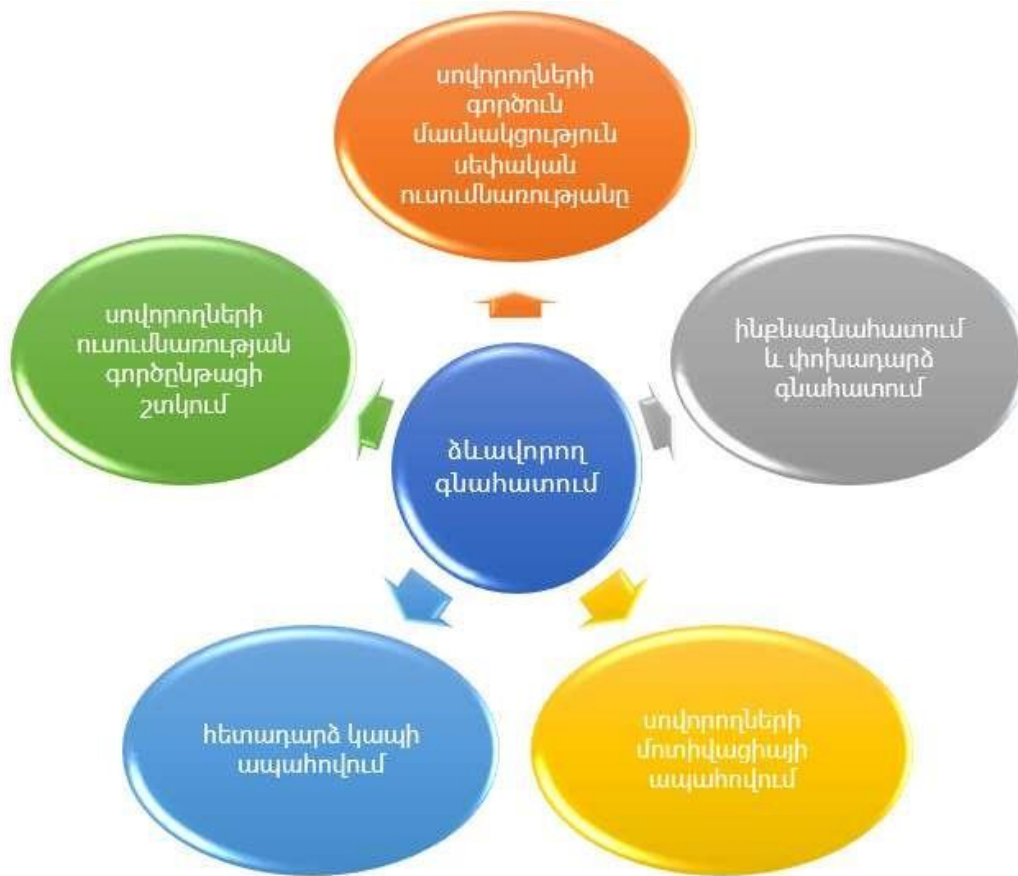 սովորողների
գործուն
մասնակցություն
սեփական
ուսումնառությանը
ինքնագնահատում
և փոխադարձ
գնահատում
սովորողների
մոտիվացիայի
ապահովում
հետադարձ կապի
ապահովում
սովորողների
ուսումնառության
գործընթացի
շտկում
ձևավորող
գնահատում